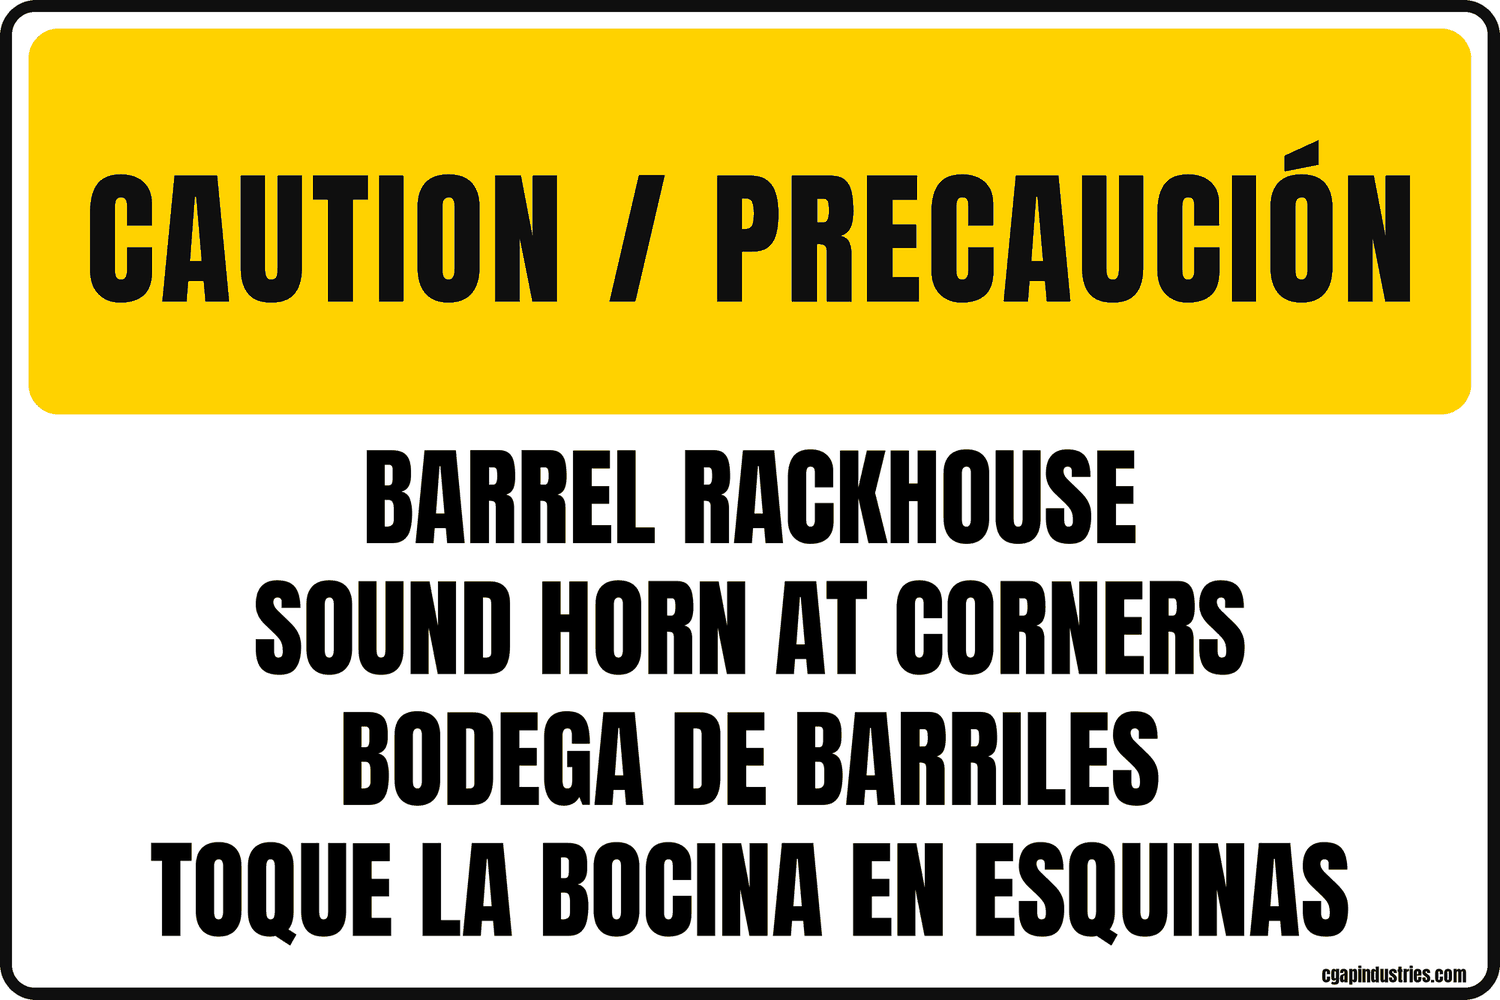 CAUTION / PRECAUCIÓN
BARREL RACKHOUSE
SOUND HORN AT CORNERS
BODEGA DE BARRILES
TOQUE LA BOCINA EN ESQUINAS
cgapindustries.com